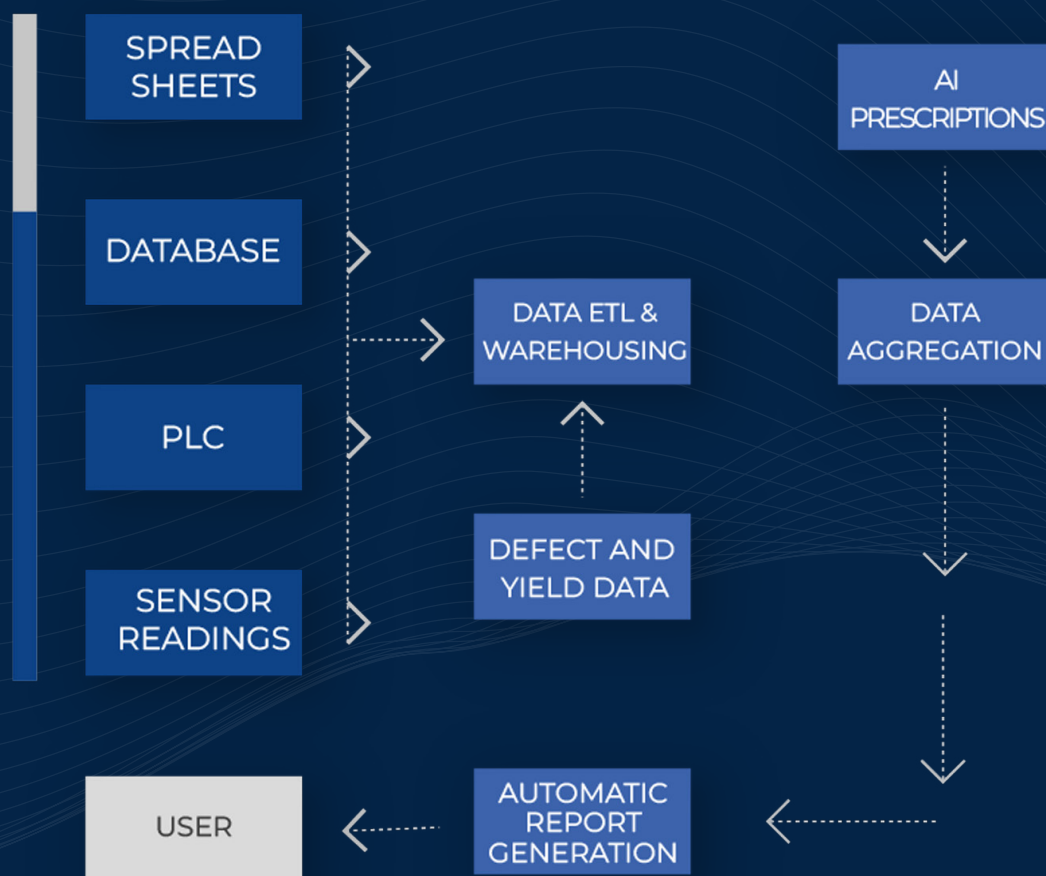 SPREAD
SHEETS
AI
PRESCRIPTIONS
DATABASE
DATA ETL &
WAREHOUSING
DATA
AGGREGATION
PLC
DEFECT AND
YIELD DATA
SENSOR
READINGS
USER
AUTOMATIC
REPORT
GENERATION